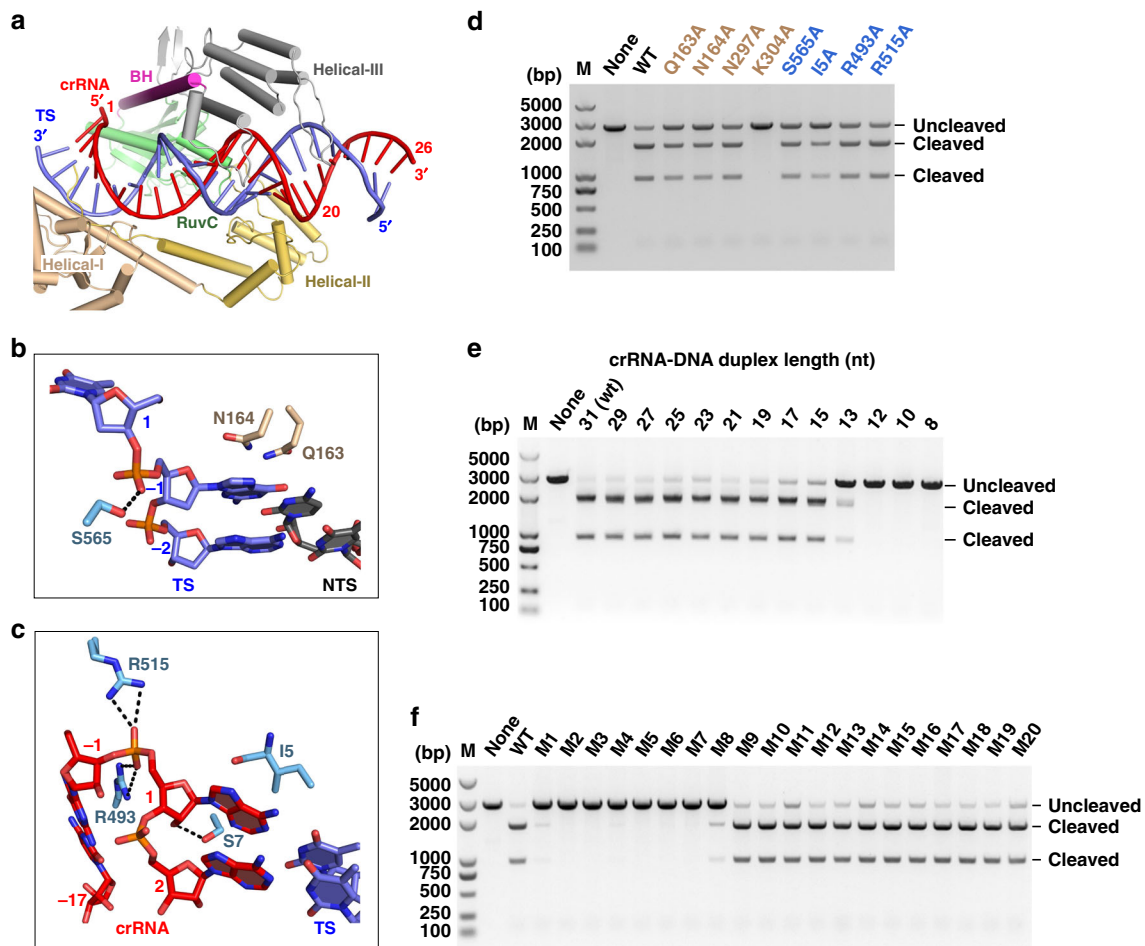 a
BH
Helical-III
crRNA
5′
1
TS
3′
26
3′
20
5′
RuvC
Helical-I
Helical-II
b
1
N164
Q163
−1
S565
−2
TS
NTS
c
R515
−1
I5
R493
1
S7
2
−17
crRNA
TS
d
(bp) M None WT Q163A N164A N297A K304A S565A I5A R493A R515A
5000
3000 Uncleaved
2000 Cleaved
1000 Cleaved
750
500
250
100
e
crRNA-DNA duplex length (nt)
(bp) M None 31 (wt) 29 27 25 23 21 19 17 15 13 12 10 8
5000
3000 Uncleaved
2000 Cleaved
1000 Cleaved
750
500
250
100
f
(bp) M None WT M1 M2 M3 M4 M5 M6 M7 M8 M9 M10 M11 M12 M13 M14 M15 M16 M17 M18 M19 M20
5000
3000 Uncleaved
2000 Cleaved
1000 Cleaved
750
500
250
100